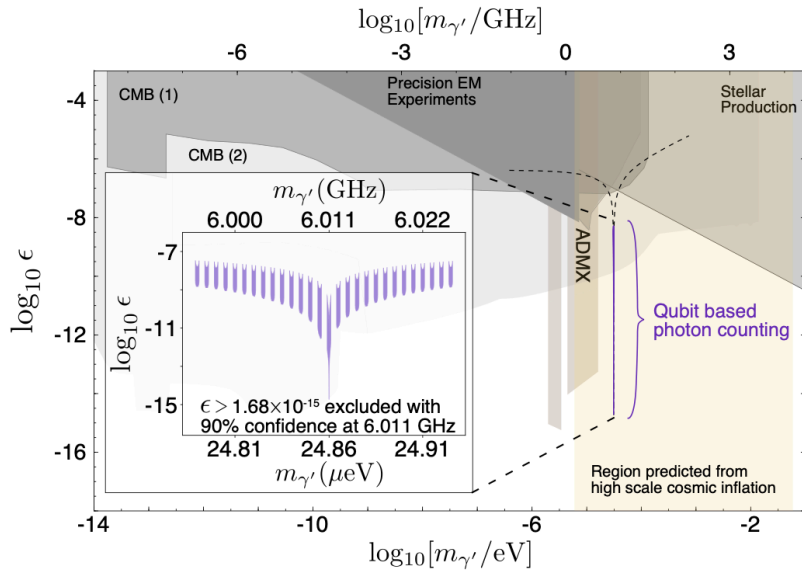 log₁₀[mγ′/GHz]
-6 -3 0 3
-4
CMB (1)
Precision EM
Experiments
Stellar
Production
CMB (2)
-8
-12
-16
log₁₀ ϵ
mγ′(GHz)
6.000 6.011 6.022
-7
-11
-15
log₁₀ ϵ
ϵ > 1.68×10⁻¹⁵ excluded with
90% confidence at 6.011 GHz
24.81 24.86 24.91
mγ′(μeV)
ADMX
Qubit based
photon counting
Region predicted from
high scale cosmic inflation
-14 -10 -6 -2
log₁₀[mγ′/eV]